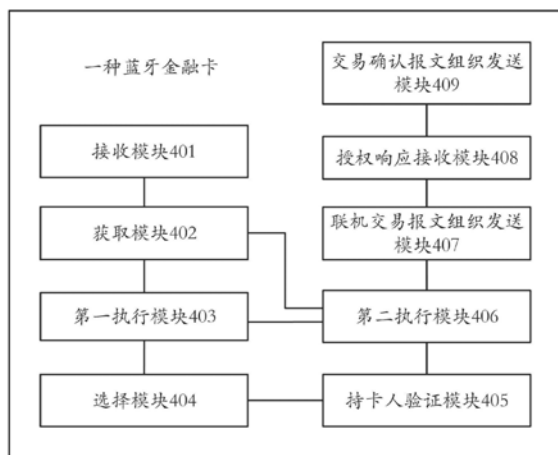 一种蓝牙金融卡
接收模块401
获取模块402
第一执行模块403
选择模块404
交易确认报文组织发送
模块409
授权响应接收模块408
联机交易报文组织发送
模块407
第二执行模块406
持卡人验证模块405